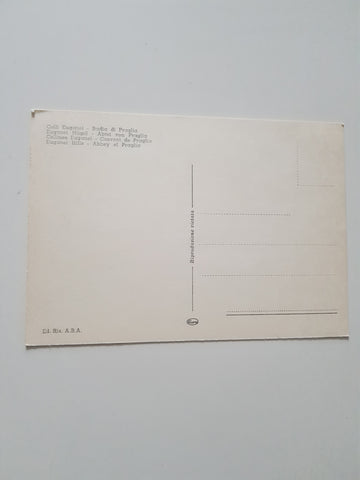 Colli Euganei - Badia di Praglia
Euganei Hügel - Abtei von Praglia
Collines Euganei - Couvent de Praglia
Euganei Hills - Abbey of Praglia
Riproduzione vietata
Ed. Ris. A.B.A.